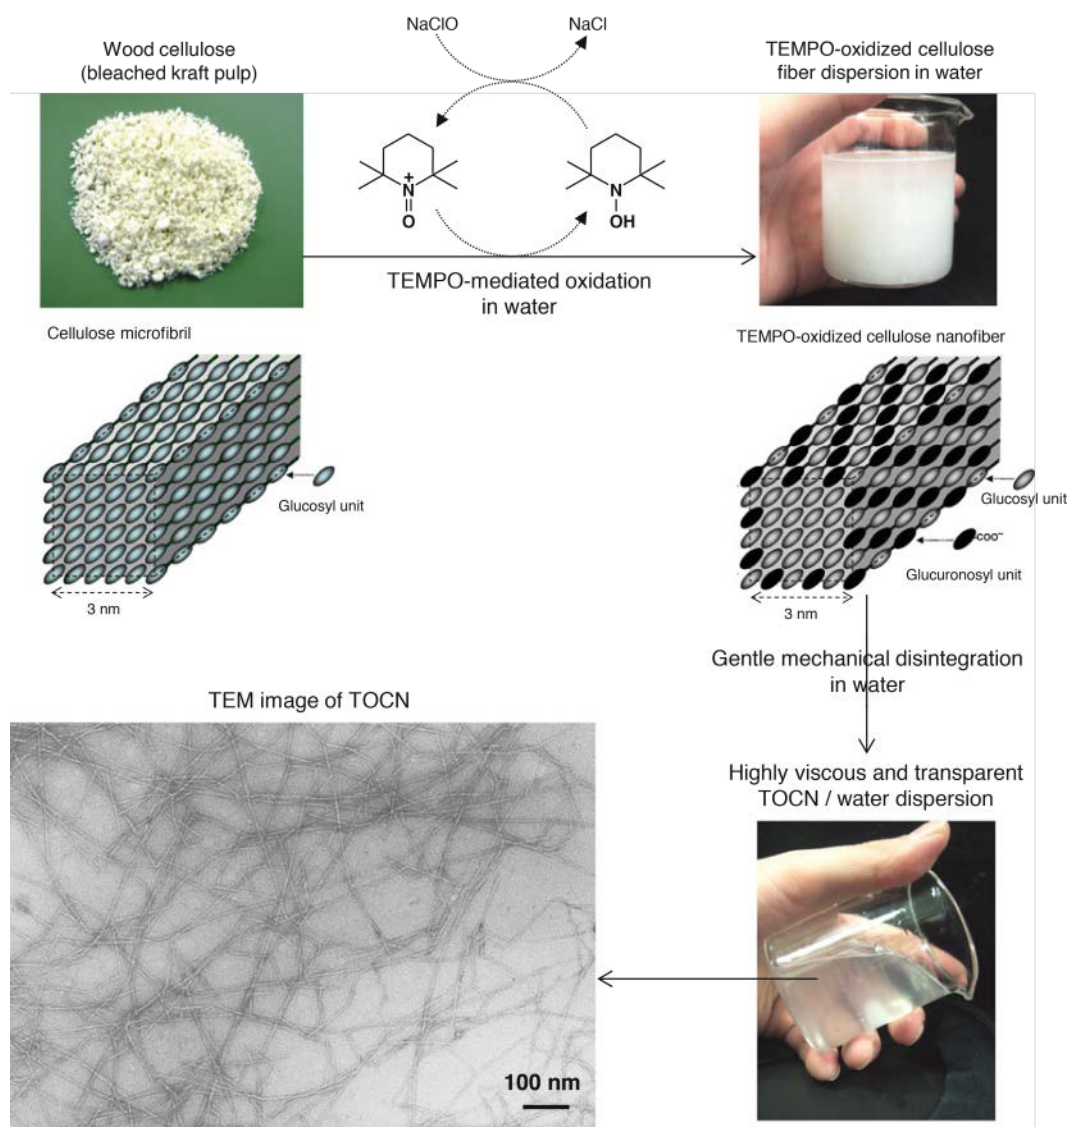 NaClO
NaCl
Wood cellulose
(bleached kraft pulp)
TEMPO-oxidized cellulose
fiber dispersion in water
N
+
O
N
OH
TEMPO-mediated oxidation
in water
Cellulose microfibril
TEMPO-oxidized cellulose nanofiber
Glucosyl unit
3 nm
Glucosyl unit
COO⁻
Glucuronosyl unit
3 nm
Gentle mechanical disintegration
in water
TEM image of TOCN
Highly viscous and transparent
TOCN / water dispersion
100 nm